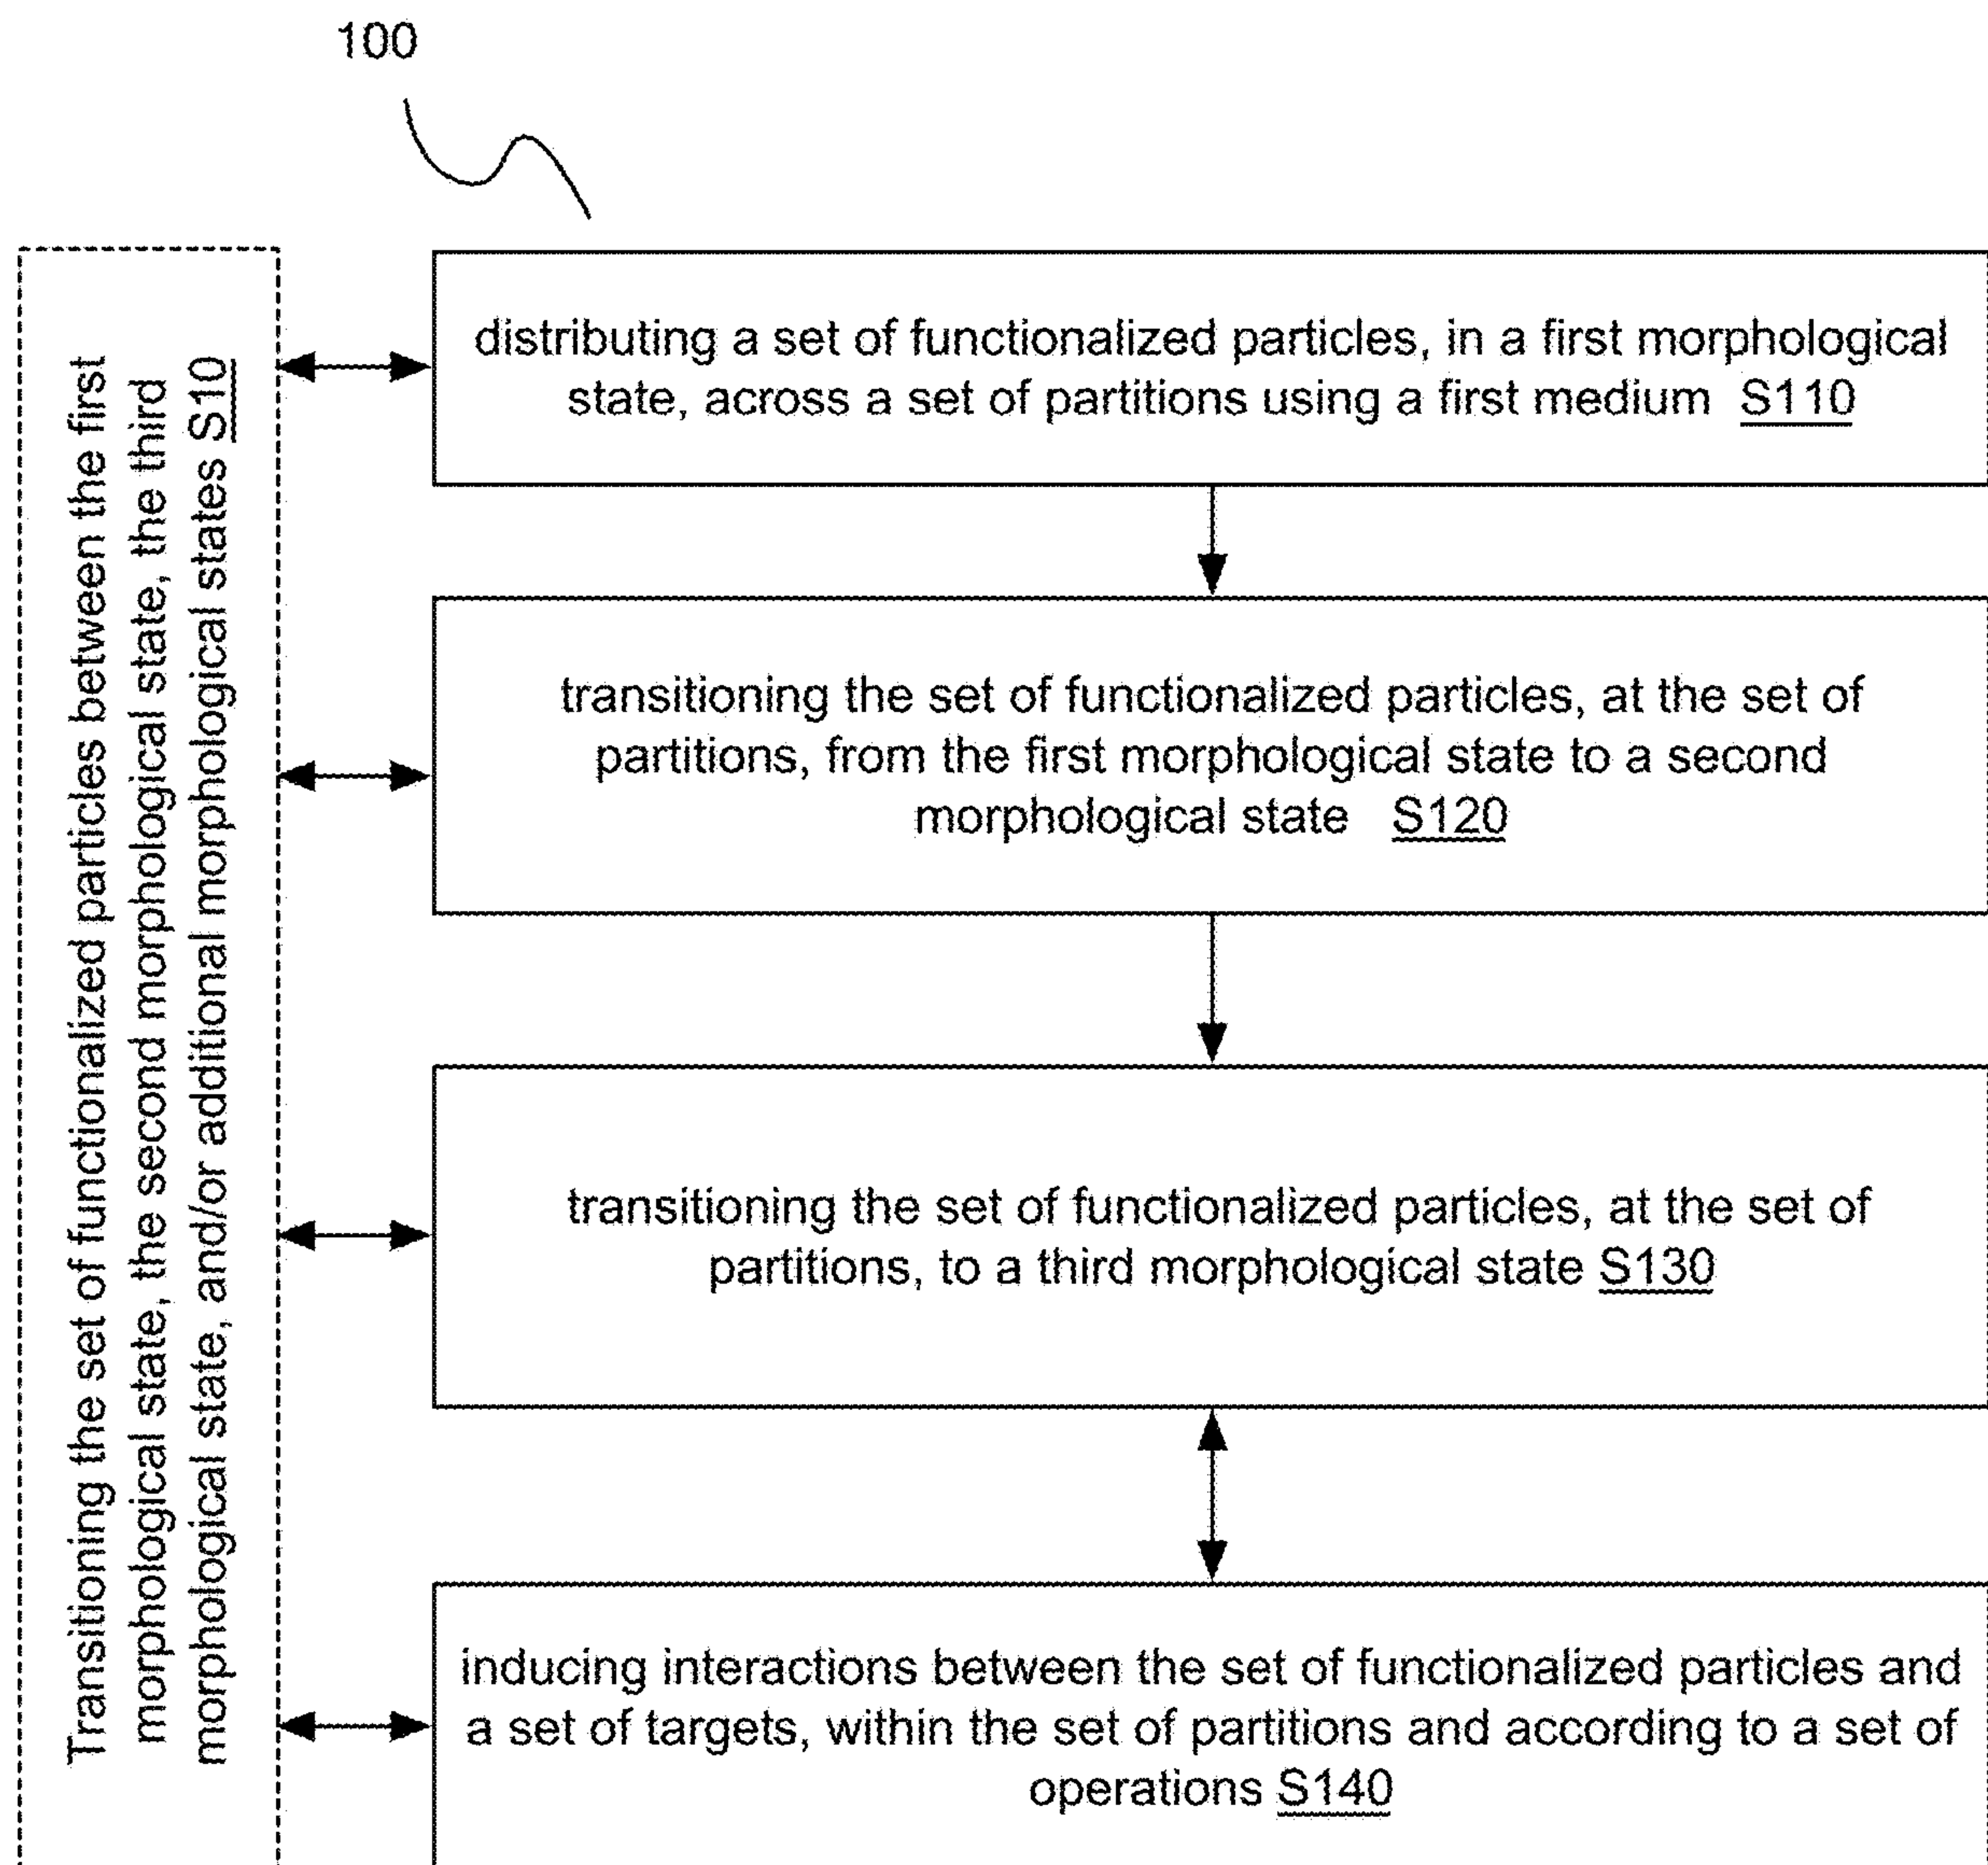 100
Transitioning the set of functionalized particles between the first
morphological state, the second morphological state, the third
morphological state, and/or additional morphological states S10
distributing a set of functionalized particles, in a first morphological
state, across a set of partitions using a first medium S110
transitioning the set of functionalized particles, at the set of
partitions, from the first morphological state to a second
morphological state S120
transitioning the set of functionalized particles, at the set of
partitions, to a third morphological state S130
inducing interactions between the set of functionalized particles and
a set of targets, within the set of partitions and according to a set of
operations S140